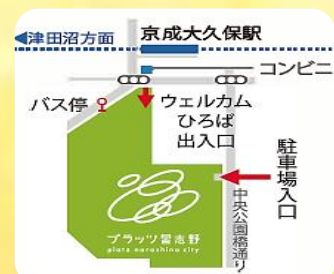 ◀津田沼方面
京成大久保駅
コンビニ
バス停
ウェルカム
ひろば
出入口
駐車場入口
中央公園橋通り
プラッツ習志野
platz narashino city